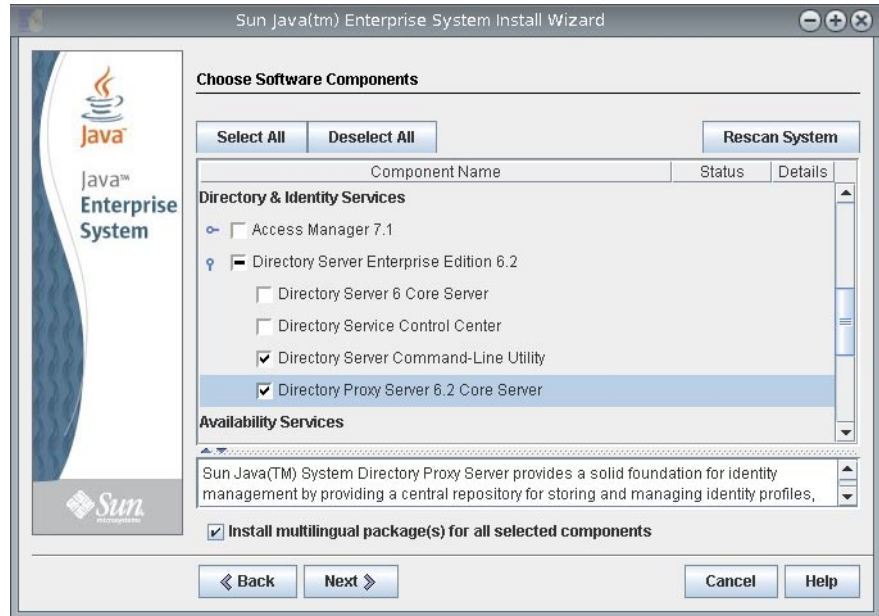 Sun Java(tm) Enterprise System Install Wizard
Java™
Java™
Enterprise
System
Sun
microsystems
Choose Software Components
Select All Deselect All Rescan System
Component Name Status Details
Directory & Identity Services
Access Manager 7.1
Directory Server Enterprise Edition 6.2
Directory Server 6 Core Server
Directory Service Control Center
Directory Server Command-Line Utility
Directory Proxy Server 6.2 Core Server
Availability Services
Sun Java(TM) System Directory Proxy Server provides a solid foundation for identity
management by providing a central repository for storing and managing identity profiles,
Install multilingual package(s) for all selected components
Back Next Cancel Help